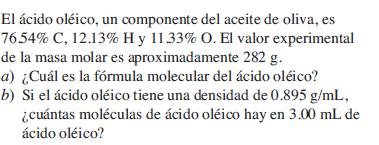 El ácido oléico, un componente del aceite de oliva, es
76.54% C, 12.13% H y 11.33% O. El valor experimental
de la masa molar es aproximadamente 282 g.
a) ¿Cuál es la fórmula molecular del ácido oléico?
b) Si el ácido oléico tiene una densidad de 0.895 g/mL,
¿cuántas moléculas de ácido oléico hay en 3.00 mL de
ácido oléico?